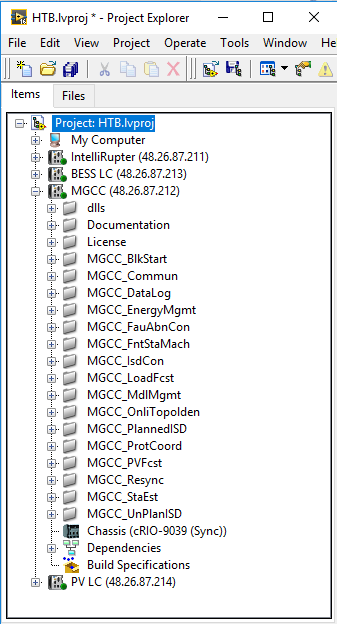 HTB.lvproj * - Project Explorer
File Edit View Project Operate Tools Window Help
Items Files
Project: HTB.lvproj
My Computer
IntelliRupter (48.26.87.211)
BESS LC (48.26.87.213)
MGCC (48.26.87.212)
dlls
Documentation
License
MGCC_BlkStart
MGCC_Commun
MGCC_DataLog
MGCC_EnergyMgmt
MGCC_FauAbnCon
MGCC_FntStaMach
MGCC_IsdCon
MGCC_LoadFcst
MGCC_MdlMgmt
MGCC_OnliTopoIden
MGCC_PlannedISD
MGCC_ProtCoord
MGCC_PVFcst
MGCC_Resync
MGCC_StaEst
MGCC_UnPlanISD
Chassis (cRIO-9039 (Sync))
Dependencies
Build Specifications
PV LC (48.26.87.214)